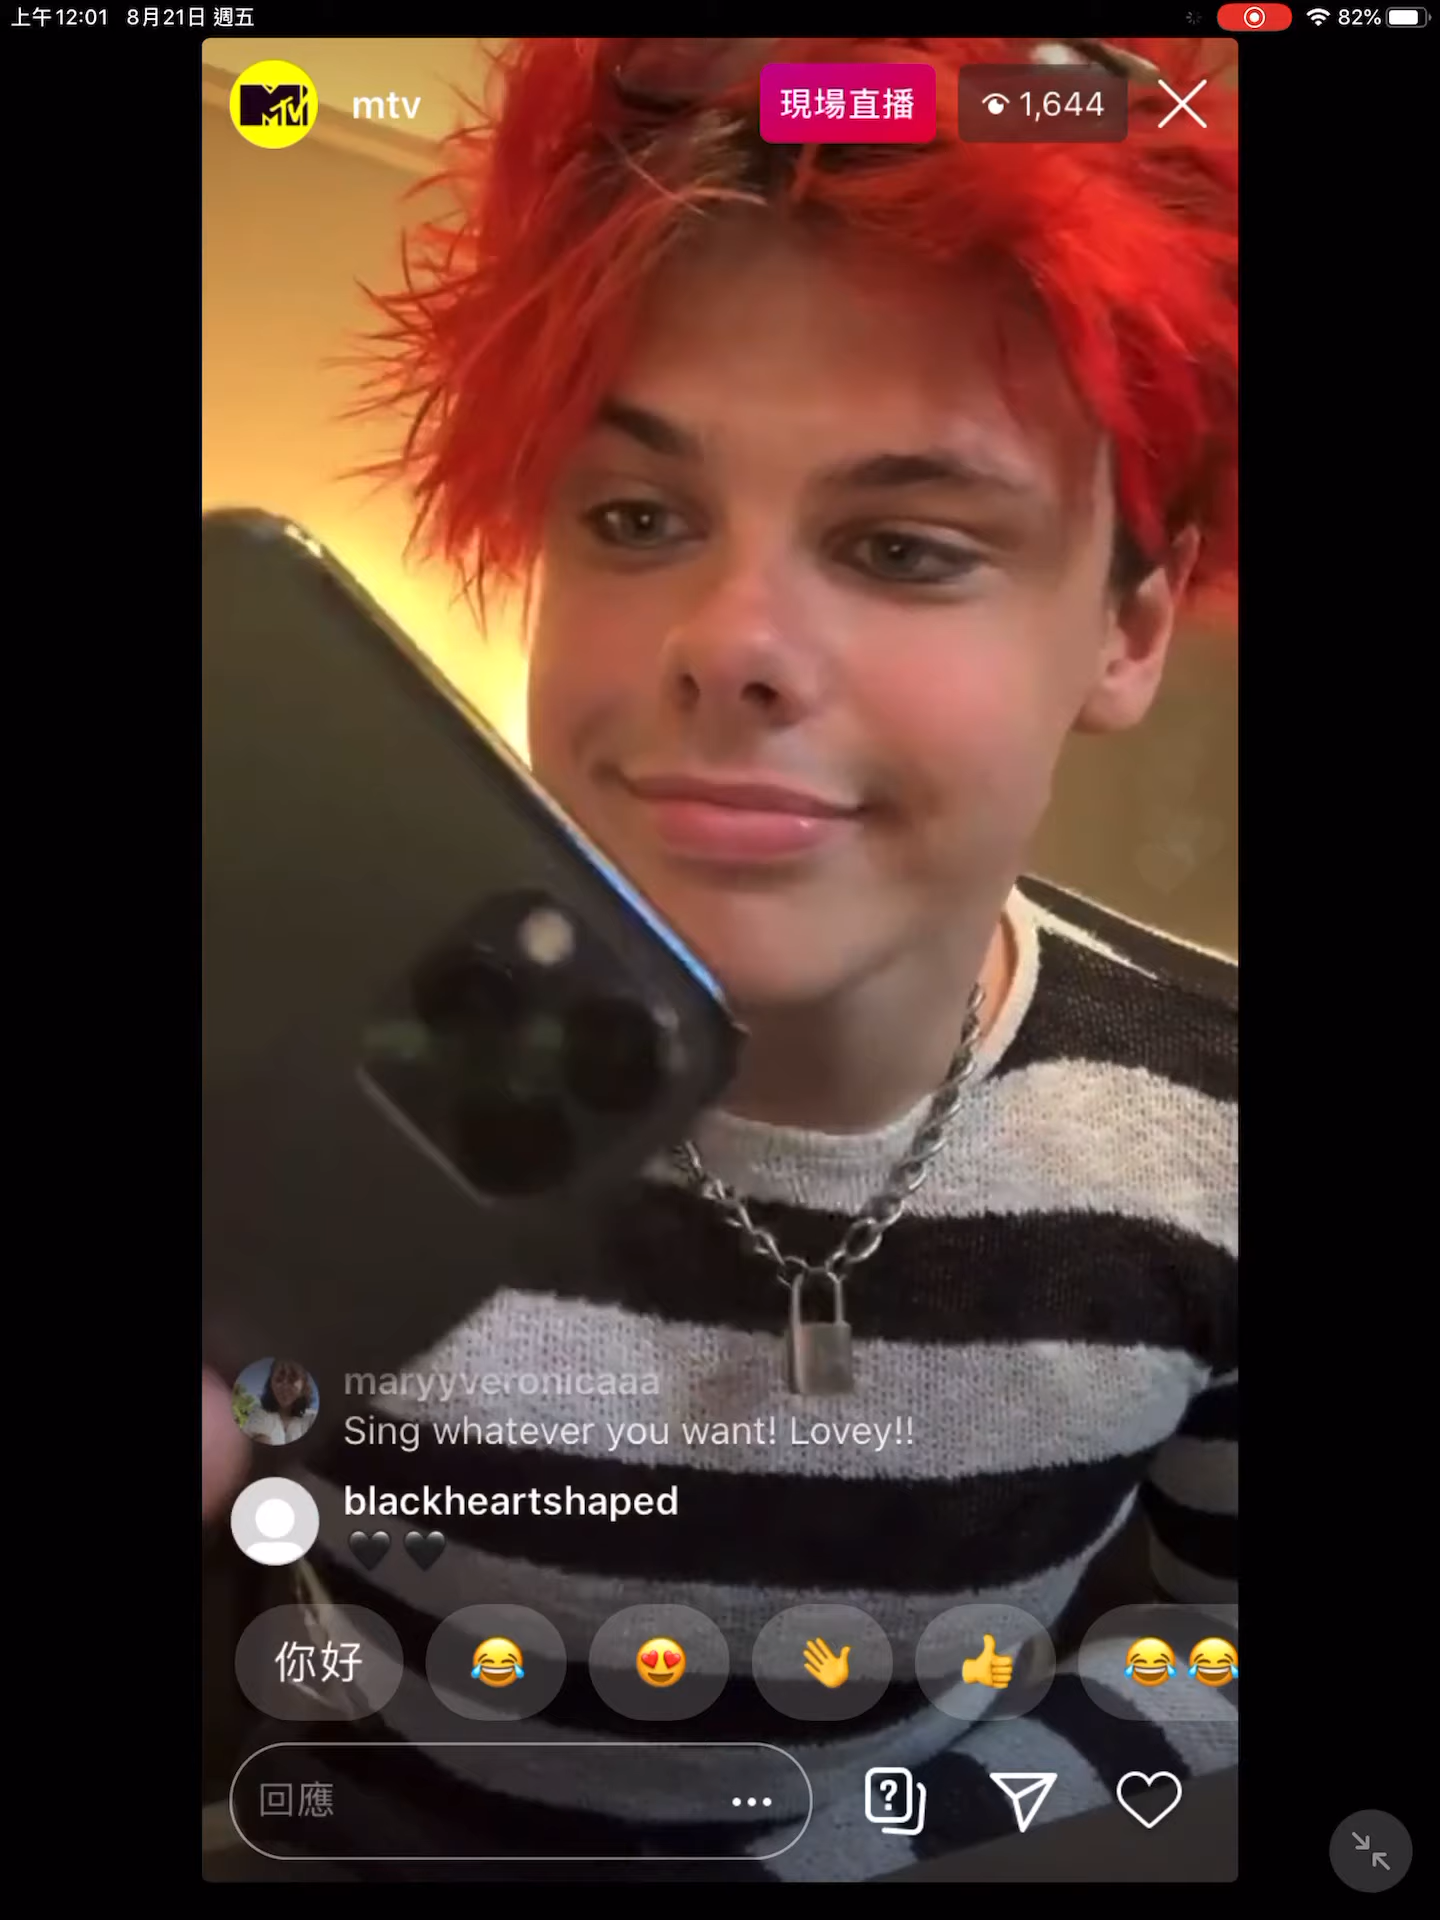 上午12:01 8月21日 週五
82%
MTV
mtv
現場直播
1,644
maryyveronicaaa
Sing whatever you want! Lovey!!
blackheartshaped
🖤🖤
你好
😂 😍 👋 👍 😂😂
回應